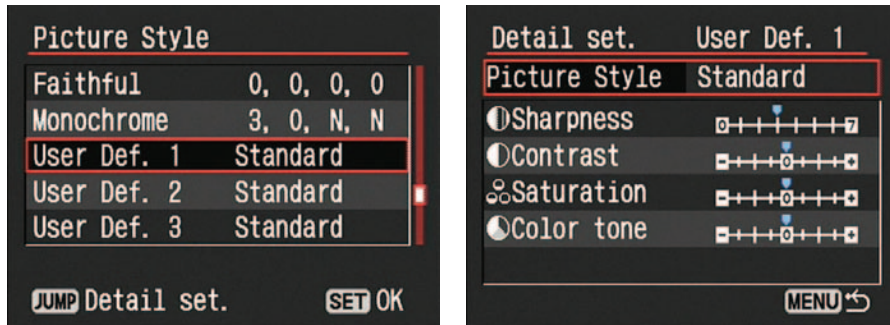 Picture Style
Faithful 0, 0, 0, 0
Monochrome 3, 0, N, N
User Def. 1 Standard
User Def. 2 Standard
User Def. 3 Standard
JUMP Detail set. SET OK
Detail set. User Def. 1
Picture Style Standard
Sharpness 0 7
Contrast - 0 +
Saturation - 0 +
Color tone - 0 +
MENU